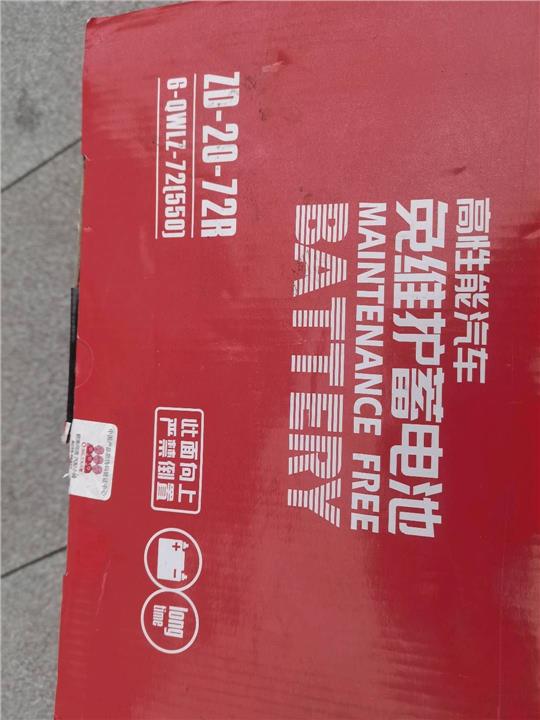 高性能汽车
免维护蓄电池
MAINTENANCE FREE
BATTERY
ZD-20-72R
6-QWLZ-72(550)
此面向上
严禁倒置
long
time